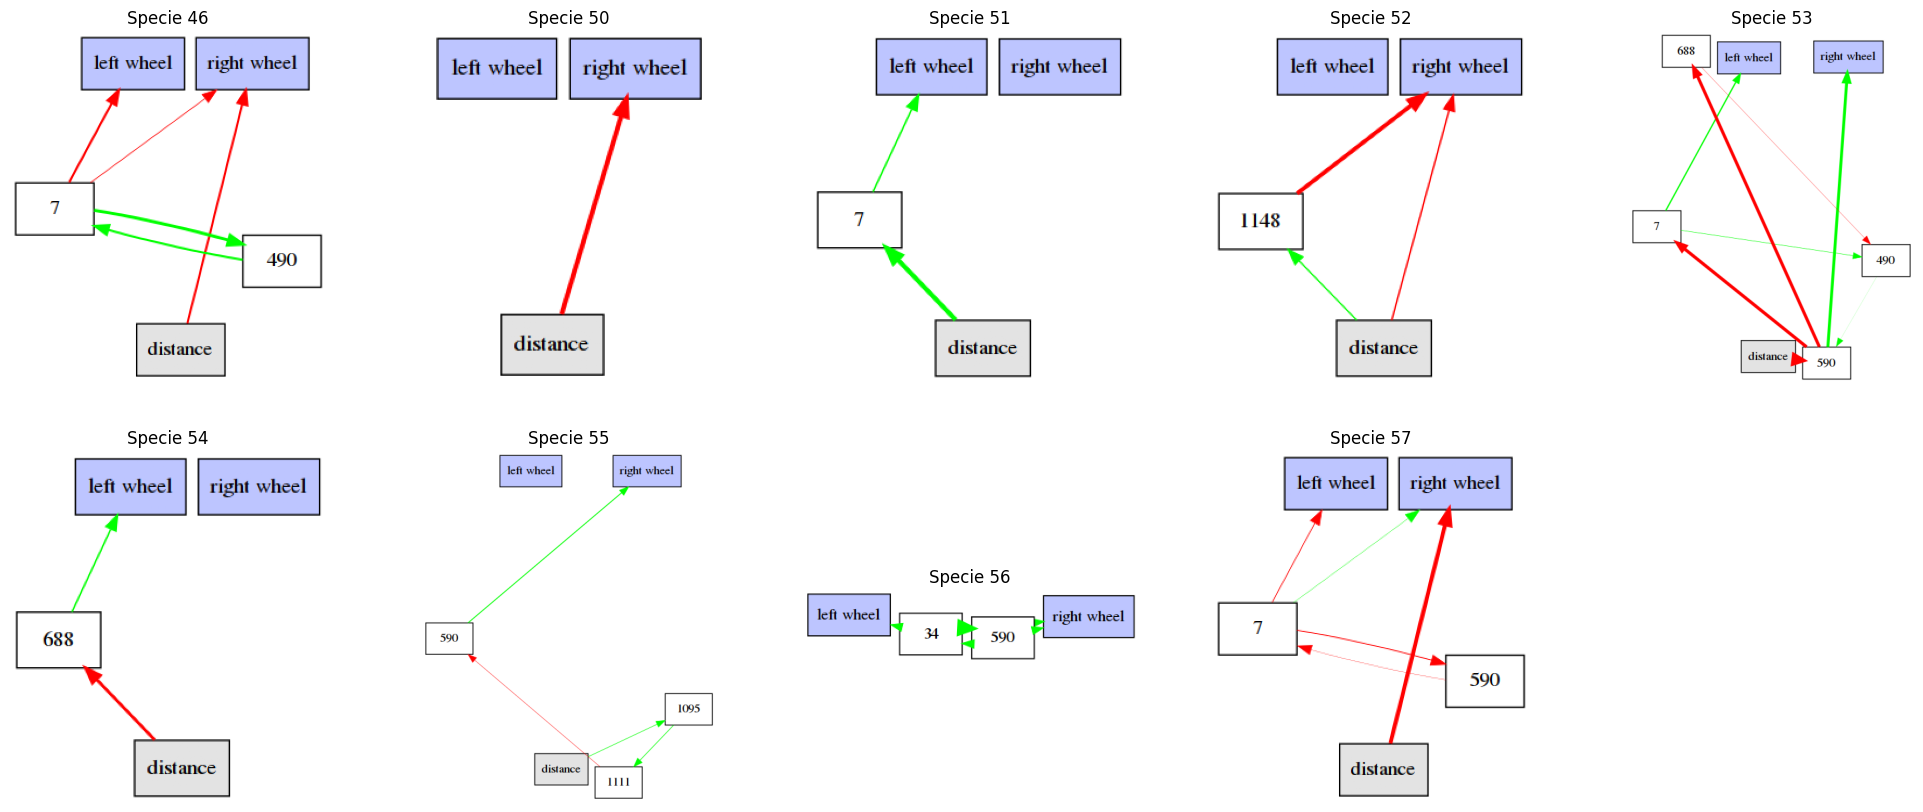 Specie 46
left wheel
right wheel
7
490
distance
Specie 50
left wheel
right wheel
distance
Specie 51
left wheel
right wheel
7
distance
Specie 52
left wheel
right wheel
1148
distance
Specie 53
688
left wheel
right wheel
7
490
distance
590
Specie 54
left wheel
right wheel
688
distance
Specie 55
left wheel
right wheel
590
1095
distance
1111
Specie 56
left wheel
34
590
right wheel
Specie 57
left wheel
right wheel
7
590
distance